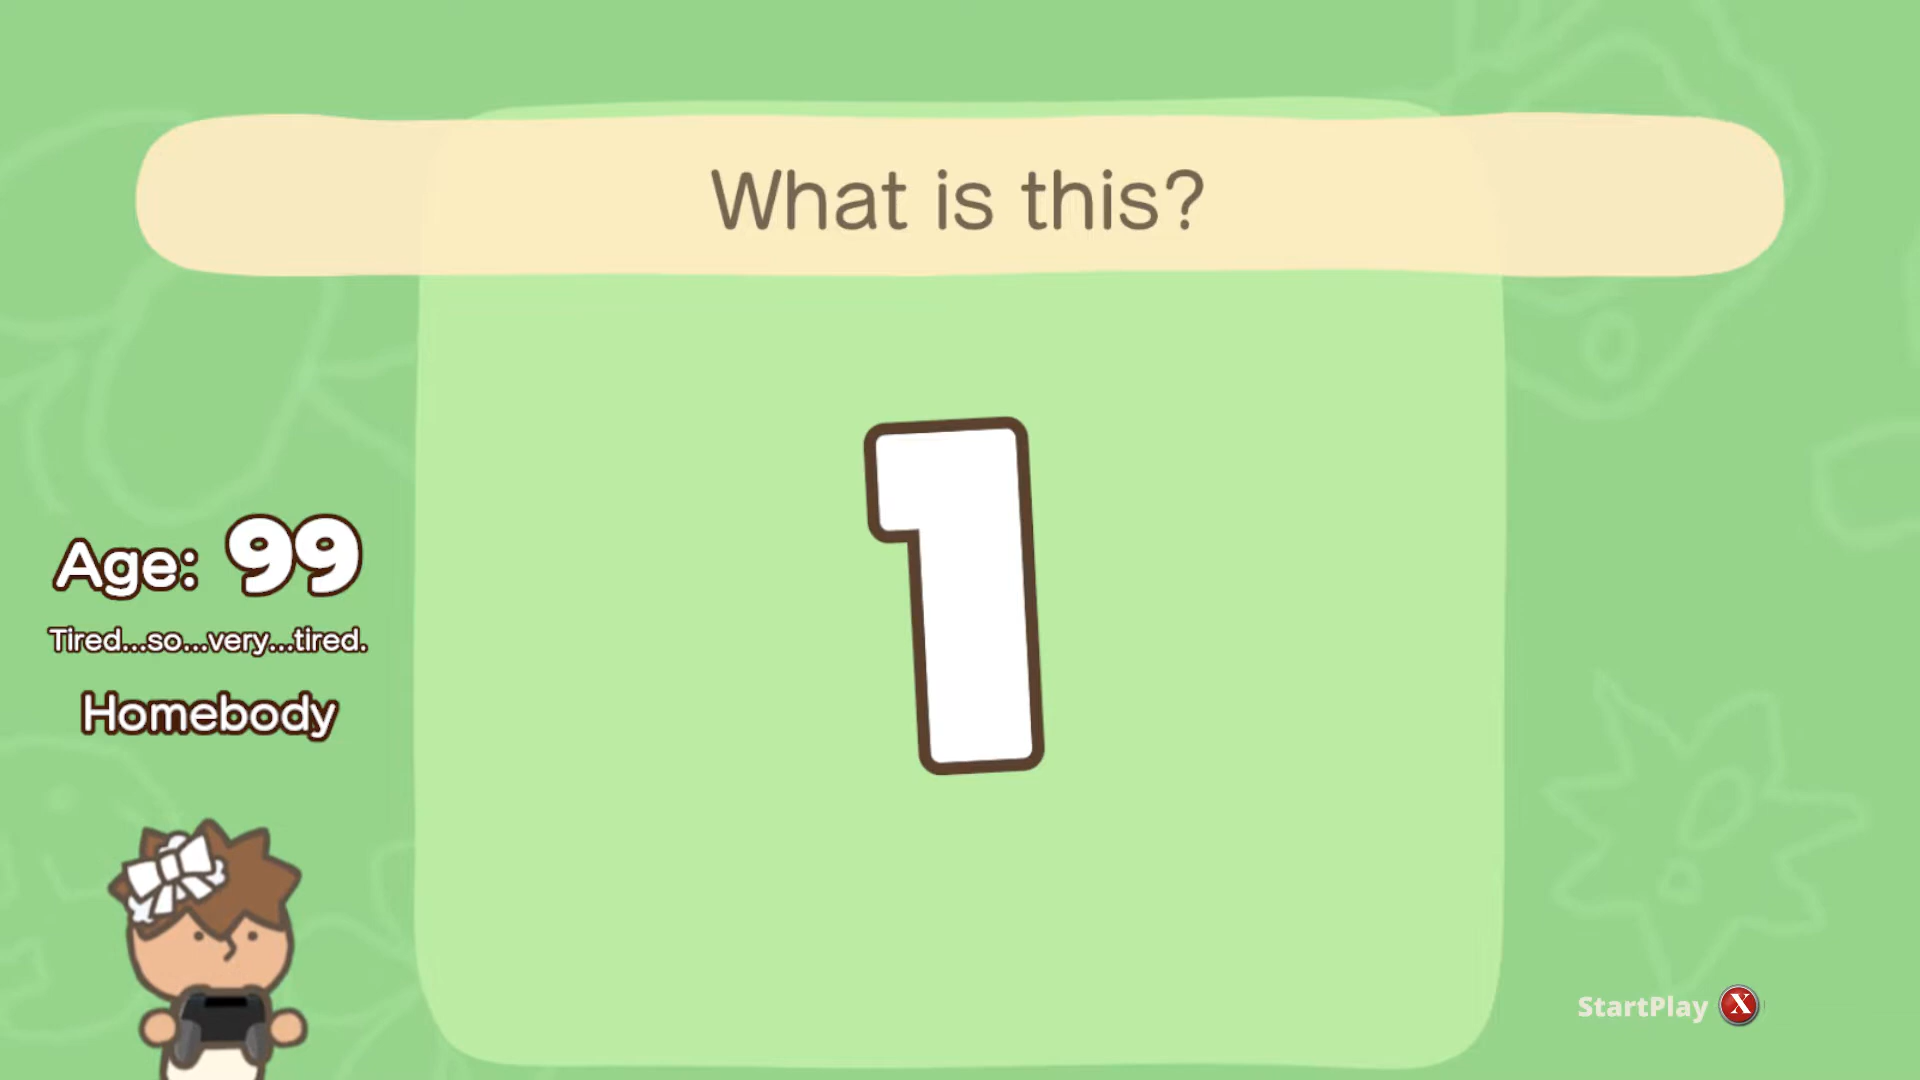 What is this?
1
Age: 99
Tired...so...very...tired.
Homebody
StartPlay X